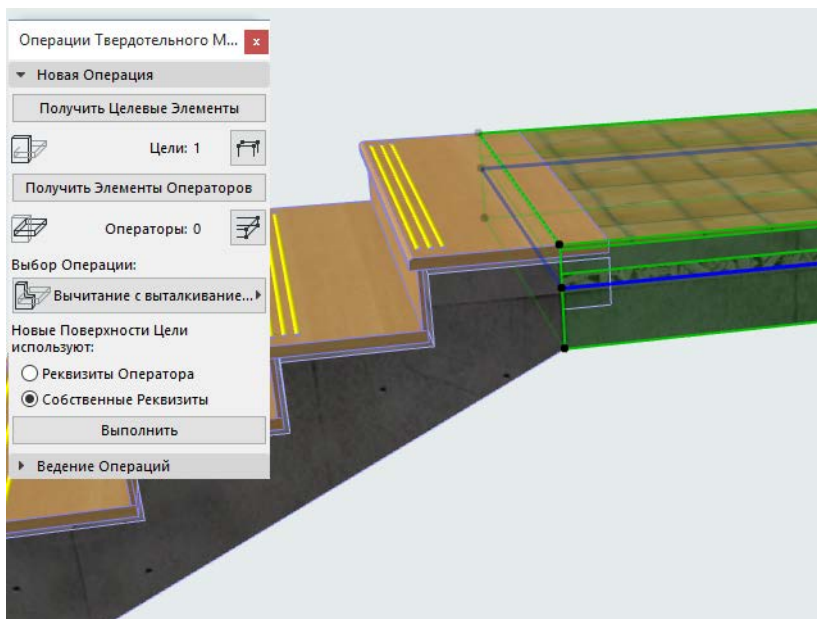 Операции Твердотельного М... x
Новая Операция
Получить Целевые Элементы
Цели: 1
Получить Элементы Операторов
Операторы: 0
Выбор Операции:
Вычитание с выталкивание...
Новые Поверхности Цели
используют:
Реквизиты Оператора
Собственные Реквизиты
Выполнить
Ведение Операций